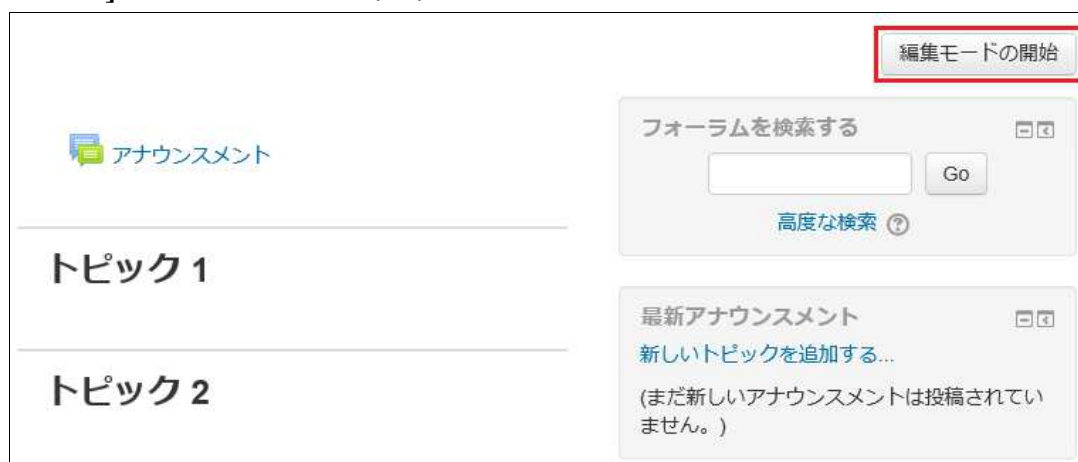 編集モードの開始
アナウンスメント
トピック 1
トピック 2
フォーラムを検索する
Go
高度な検索
最新アナウンスメント
新しいトピックを追加する...
(まだ新しいアナウンスメントは投稿されてい
ません。)